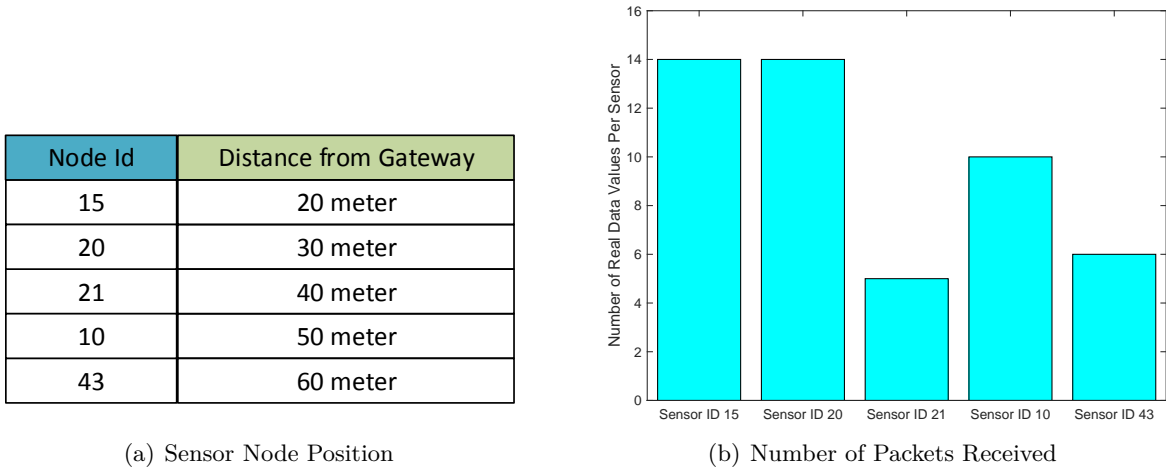 Node Id Distance from Gateway
15 20 meter
20 30 meter
21 40 meter
10 50 meter
43 60 meter
(a) Sensor Node Position
Number of Real Data Values Per Sensor
16
14
12
10
8
6
4
2
0
Sensor ID 15 Sensor ID 20 Sensor ID 21 Sensor ID 10 Sensor ID 43
(b) Number of Packets Received